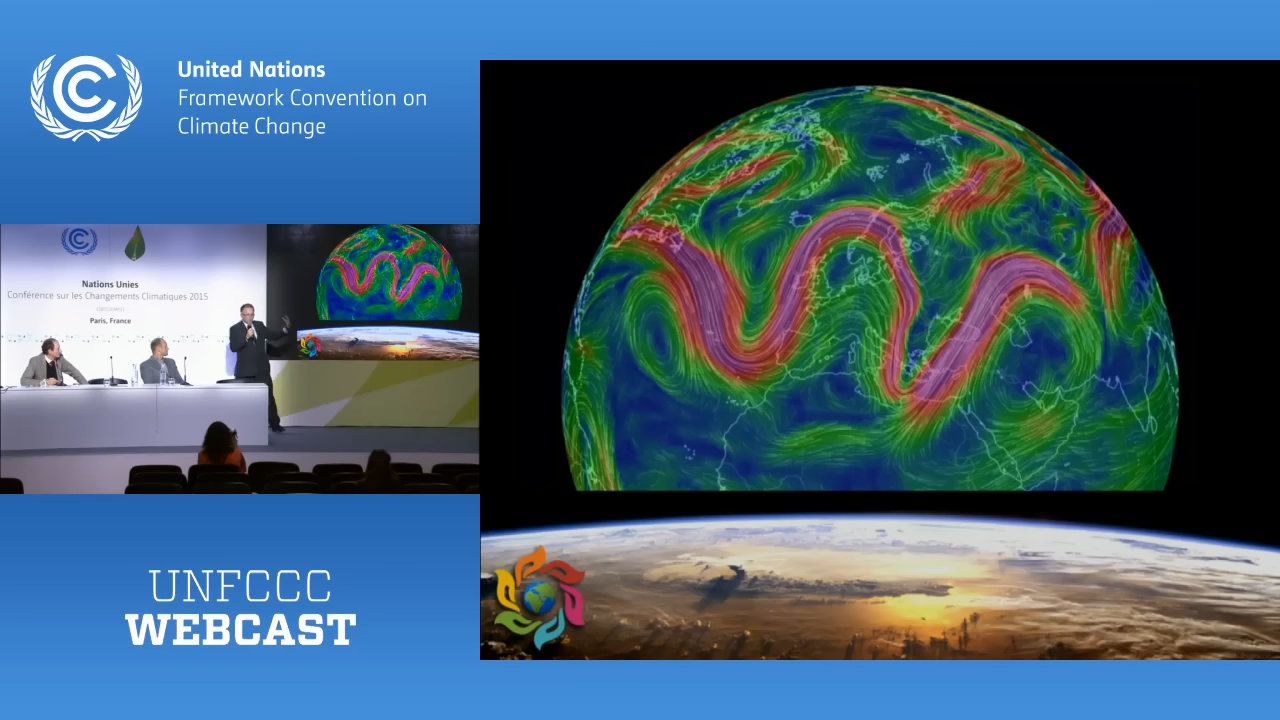 United Nations
Framework Convention on
Climate Change
Nations Unies
Conférence sur les Changements Climatiques 2015
Paris, France
UNFCCC
WEBCAST